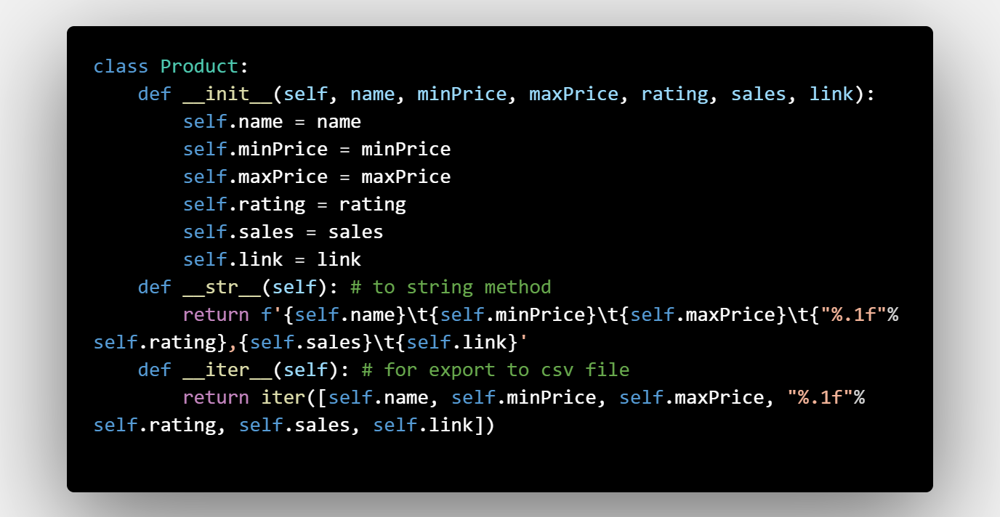 class Product:
    def __init__(self, name, minPrice, maxPrice, rating, sales, link):
        self.name = name
        self.minPrice = minPrice
        self.maxPrice = maxPrice
        self.rating = rating
        self.sales = sales
        self.link = link
    def __str__(self): # to string method
        return f'{self.name}\t{self.minPrice}\t{self.maxPrice}\t{"%.1f"%
self.rating},{self.sales}\t{self.link}'
    def __iter__(self): # for export to csv file
        return iter([self.name, self.minPrice, self.maxPrice, "%.1f"%
self.rating, self.sales, self.link])